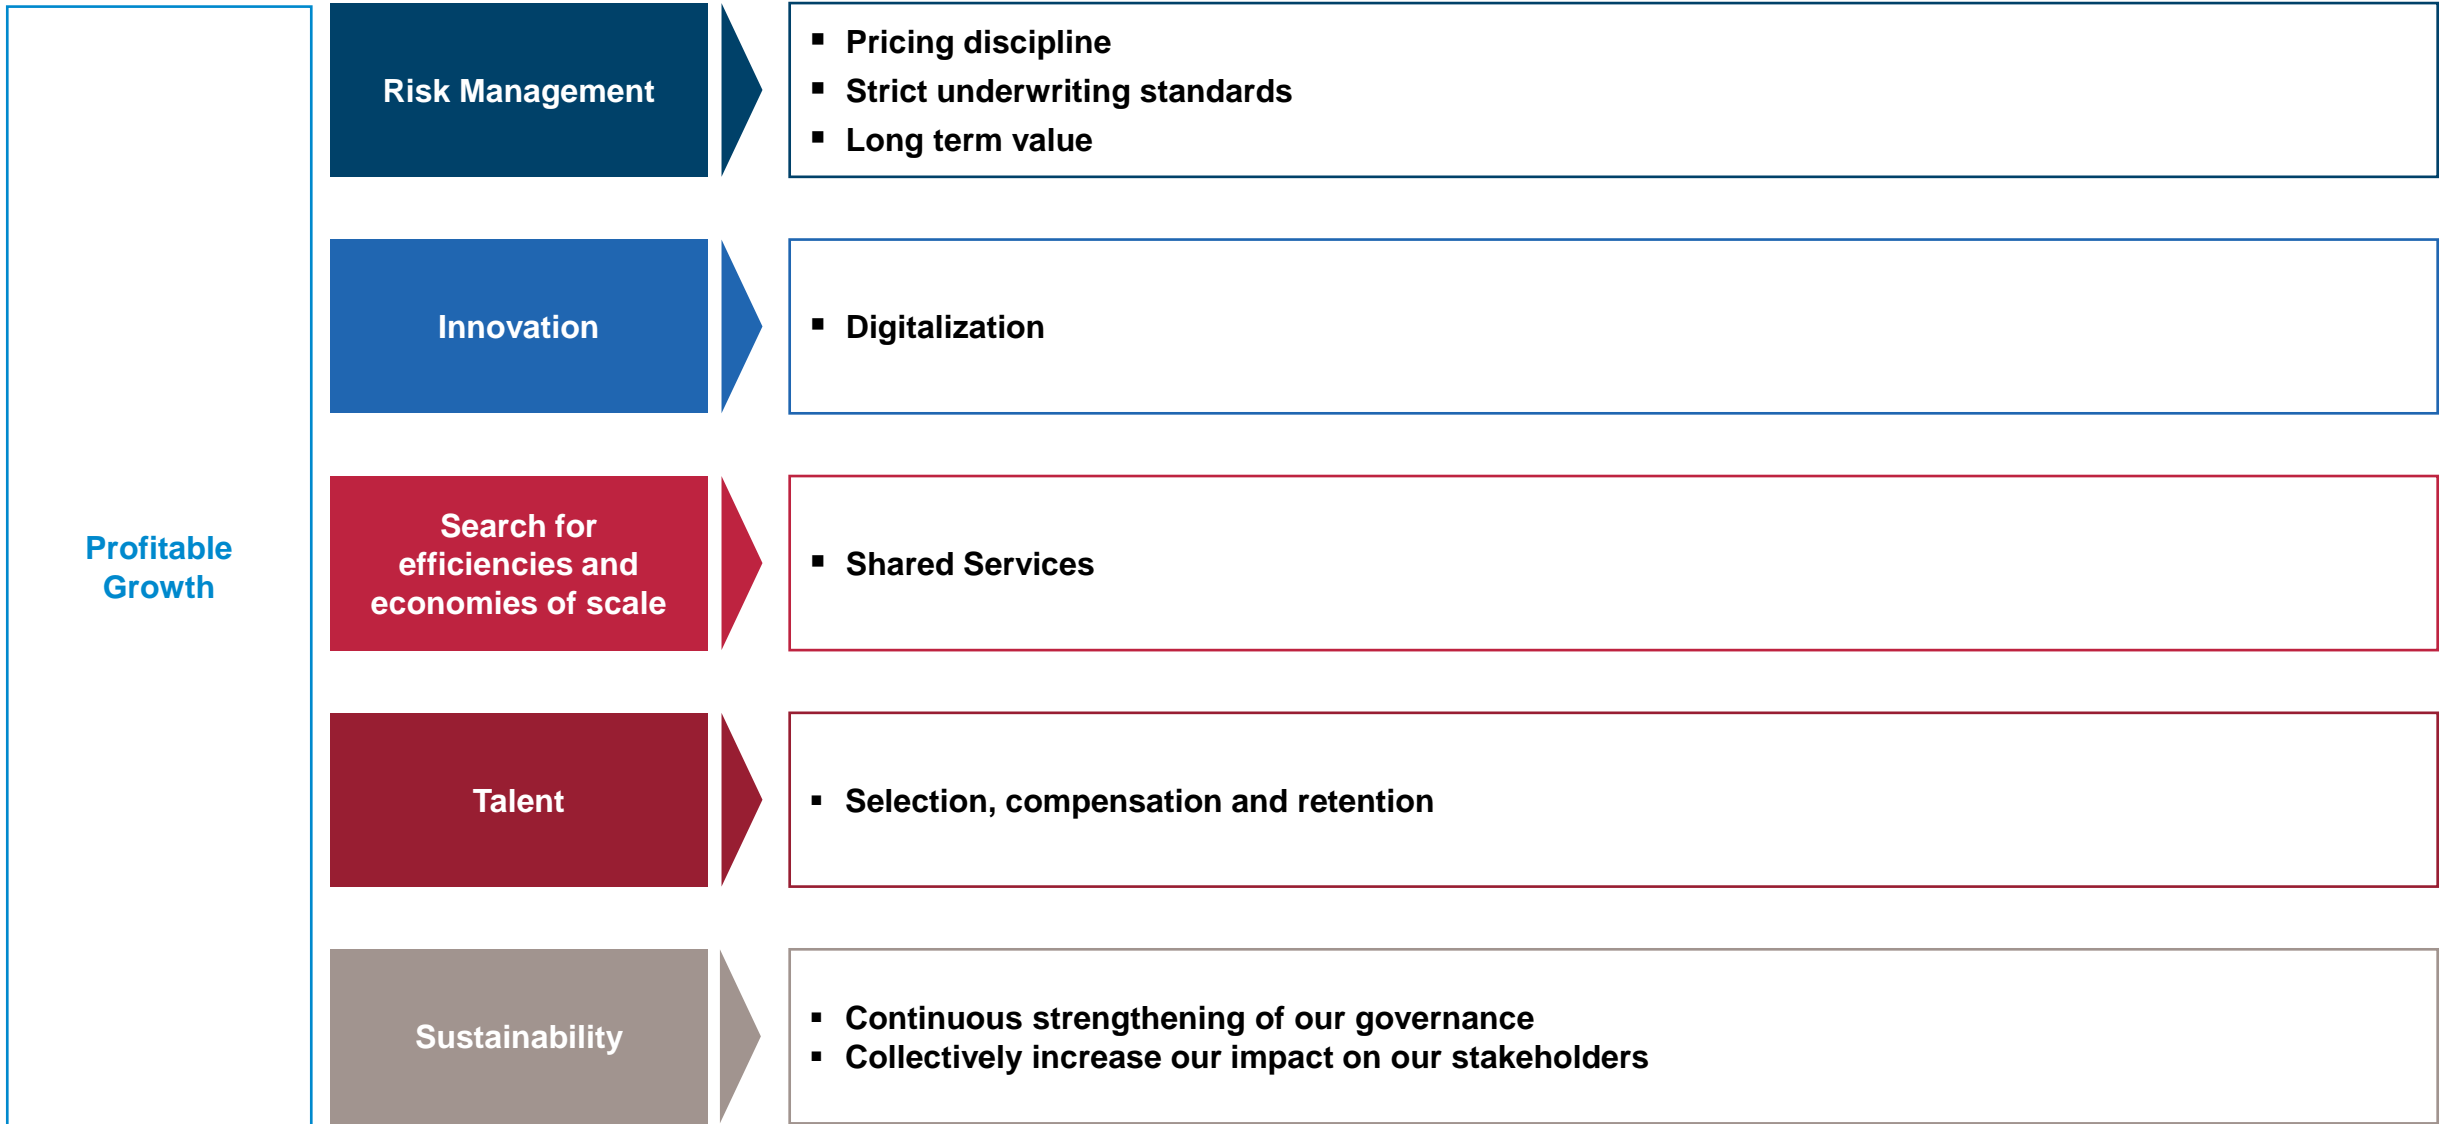 Profitable
Growth
Risk Management
▪ Pricing discipline
▪ Strict underwriting standards
▪ Long term value
Innovation
▪ Digitalization
Search for
efficiencies and
economies of scale
▪ Shared Services
Talent
▪ Selection, compensation and retention
Sustainability
▪ Continuous strengthening of our governance
▪ Collectively increase our impact on our stakeholders